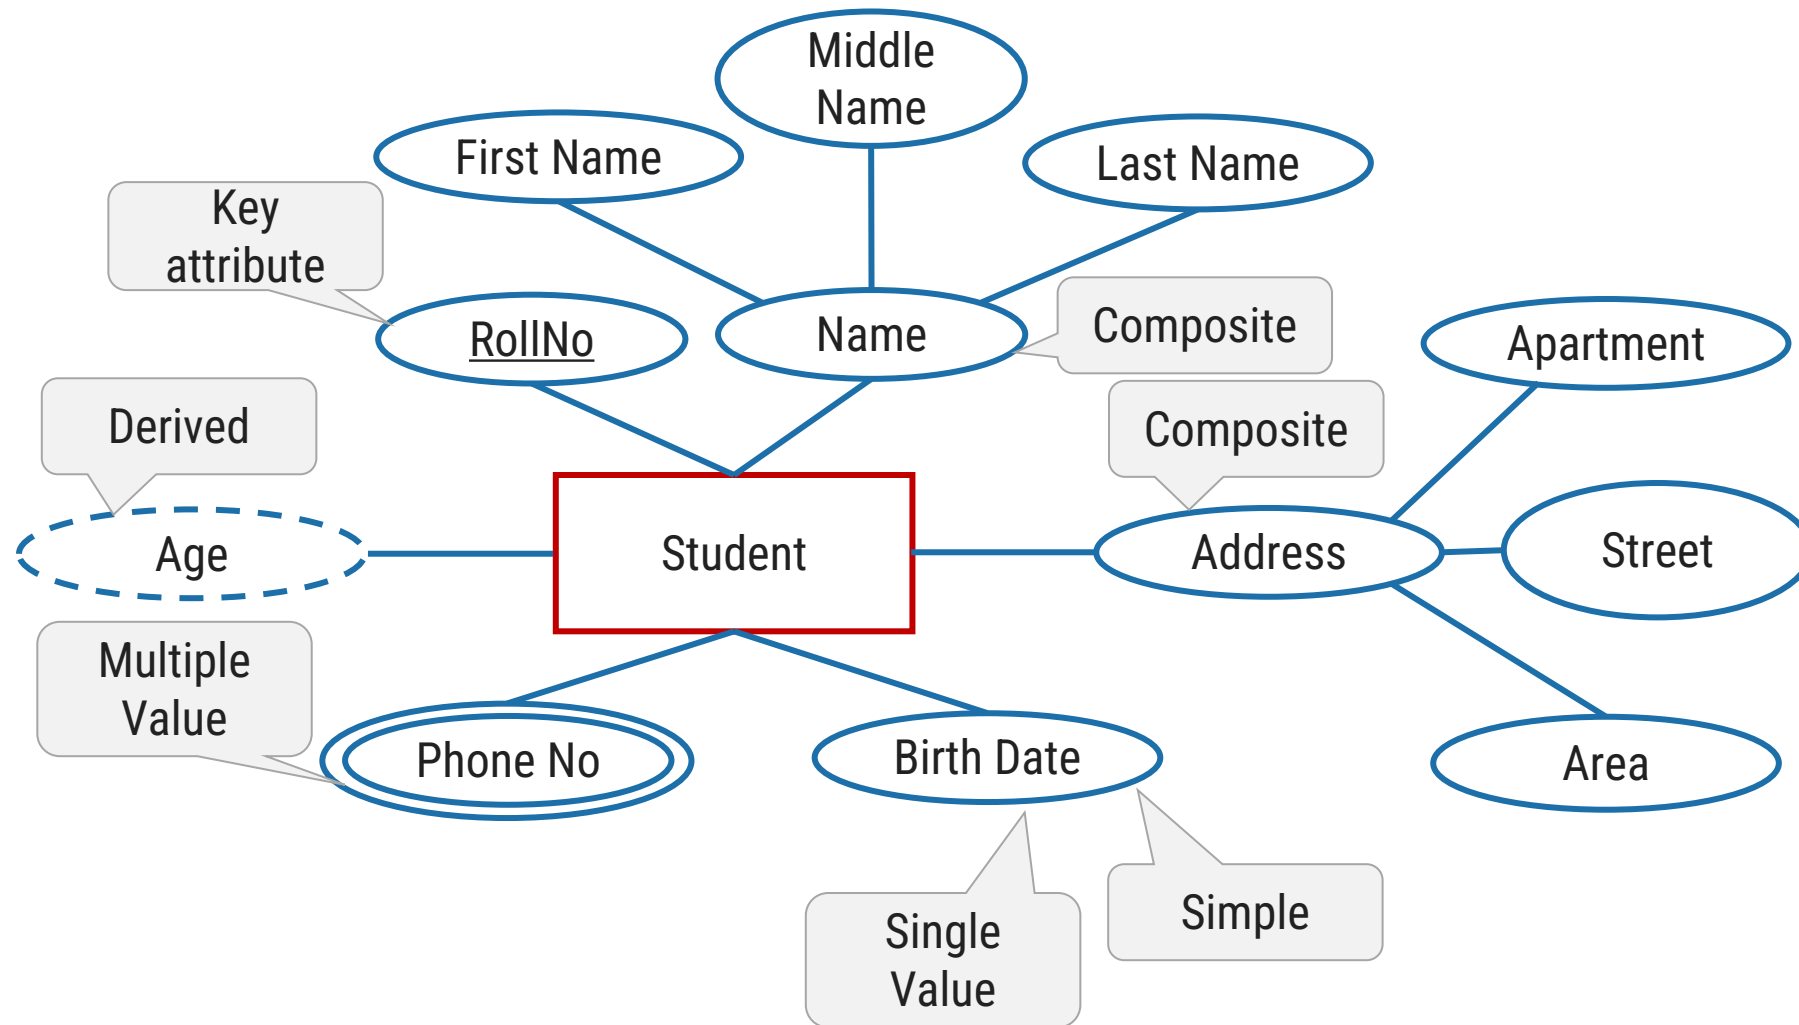 Middle
Name
First Name
Last Name
Key
attribute
RollNo
Name
Composite
Apartment
Derived
Composite
Age
Student
Address
Street
Multiple
Value
Phone No
Birth Date
Area
Single
Value
Simple